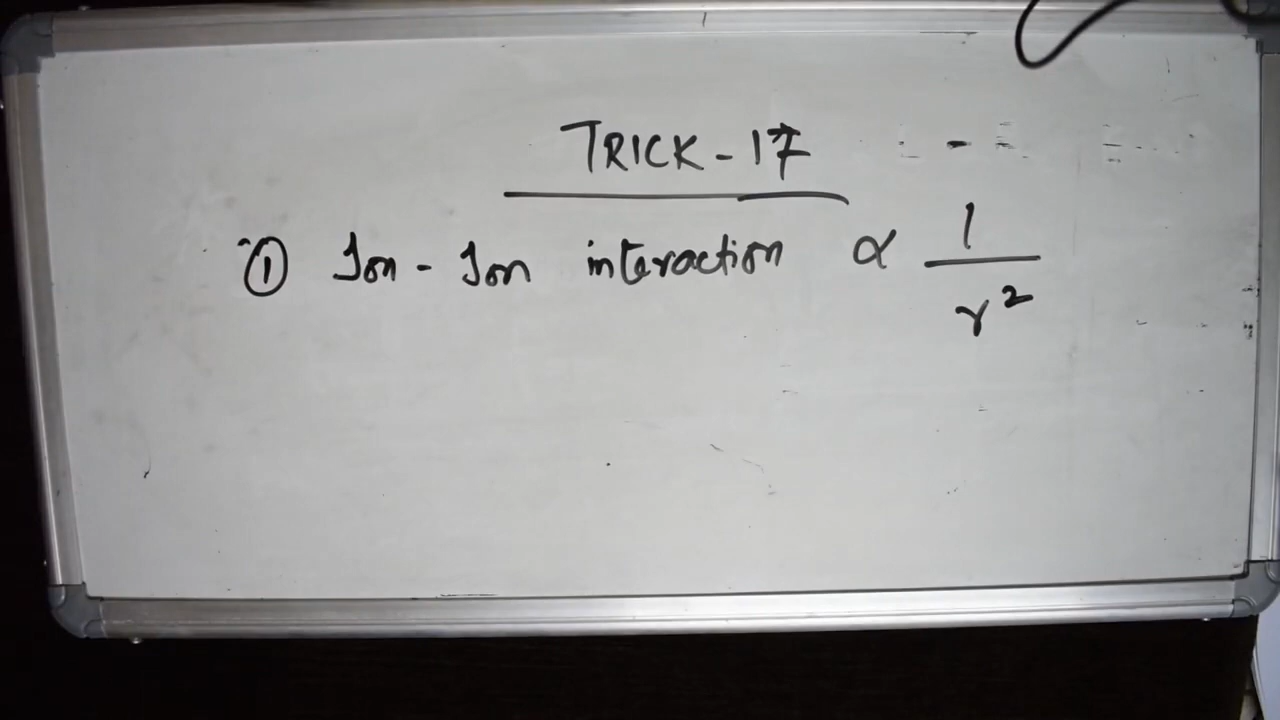 TRICK-17
① Ion - Ion interaction ∝ 1/r²